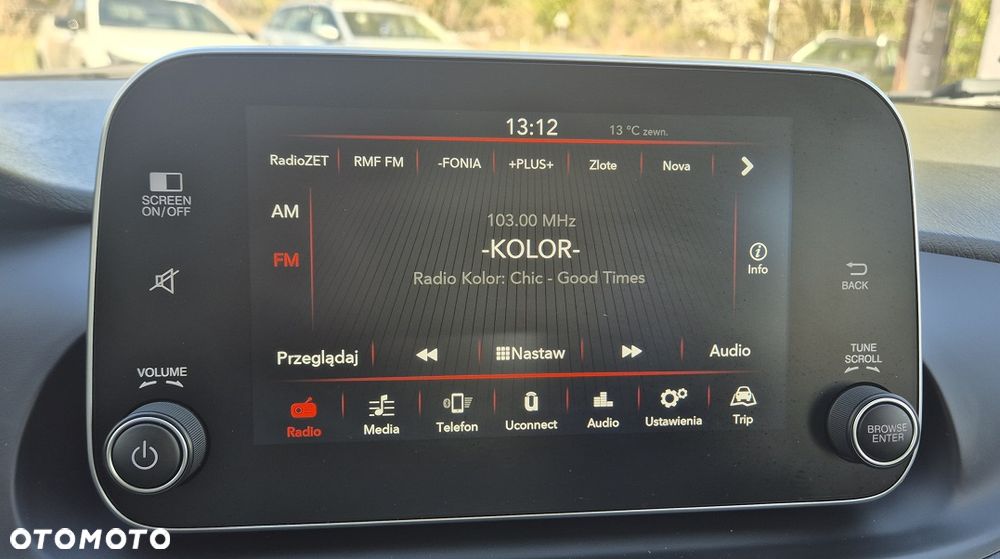 13:12 13 °C zewn.
RadioZET RMF FM -FONIA +PLUS+ Zlote Nova
SCREEN
ON/OFF
AM
FM
103.00 MHz
-KOLOR-
Radio Kolor: Chic - Good Times
Info
BACK
Przeglądaj Nastaw Audio
VOLUME
TUNE
SCROLL
Radio Media Telefon Uconnect Audio Ustawienia Trip
BROWSE
ENTER
OTOMOTO